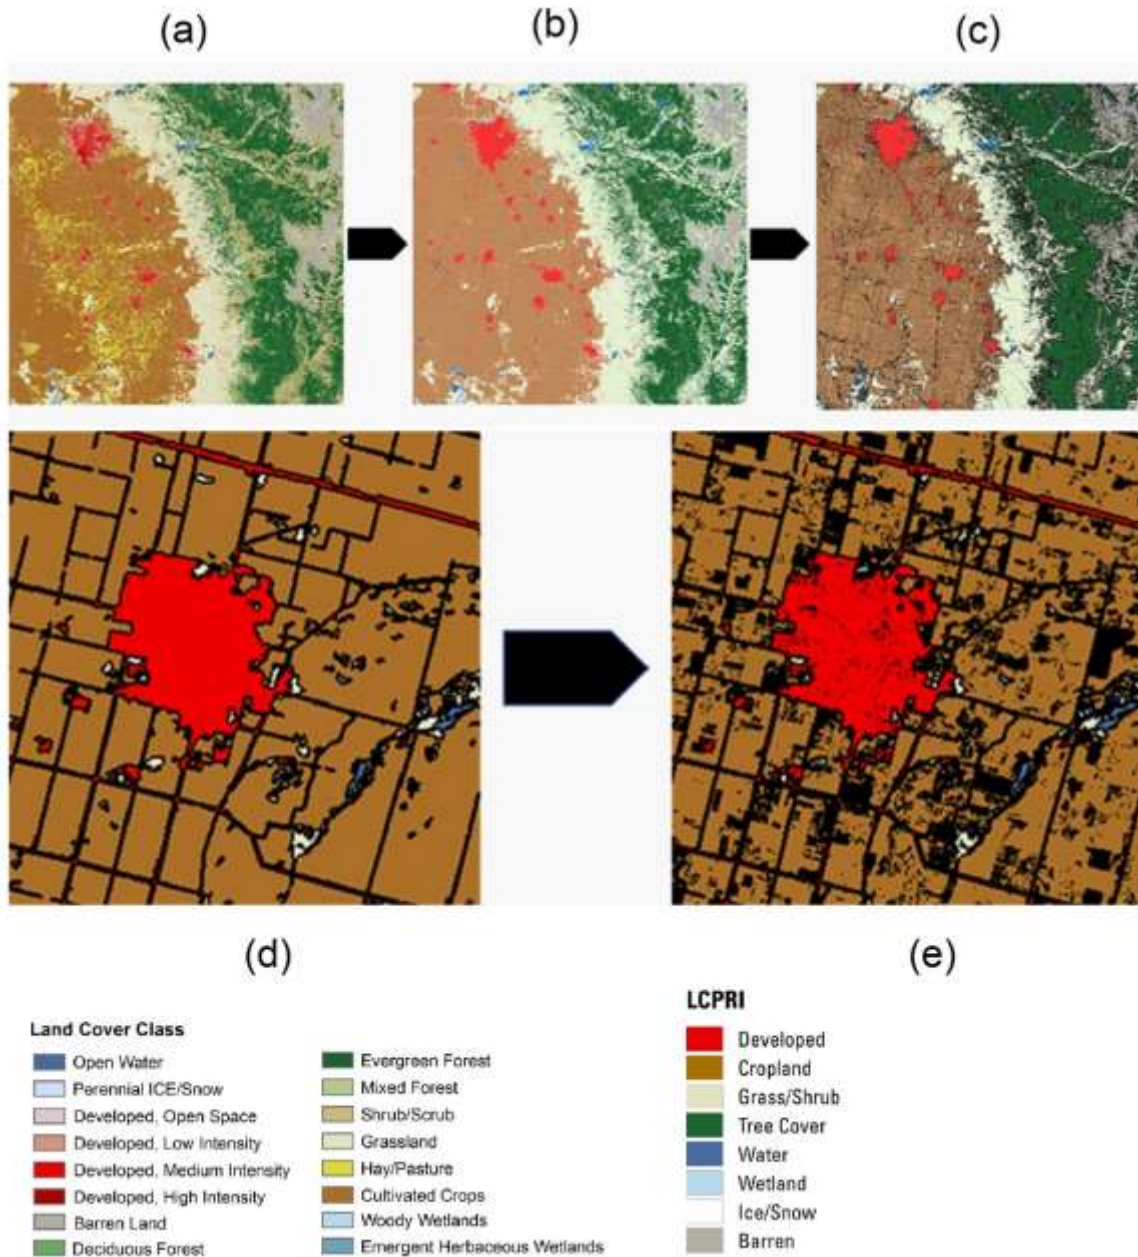 (a)
(b)
(c)
(d)
(e)
Land Cover Class
Open Water
Perennial ICE/Snow
Developed, Open Space
Developed, Low Intensity
Developed, Medium Intensity
Developed, High Intensity
Barren Land
Deciduous Forest
Evergreen Forest
Mixed Forest
Shrub/Scrub
Grassland
Hay/Pasture
Cultivated Crops
Woody Wetlands
Emergent Herbaceous Wetlands
LCPRI
Developed
Cropland
Grass/Shrub
Tree Cover
Water
Wetland
Ice/Snow
Barren